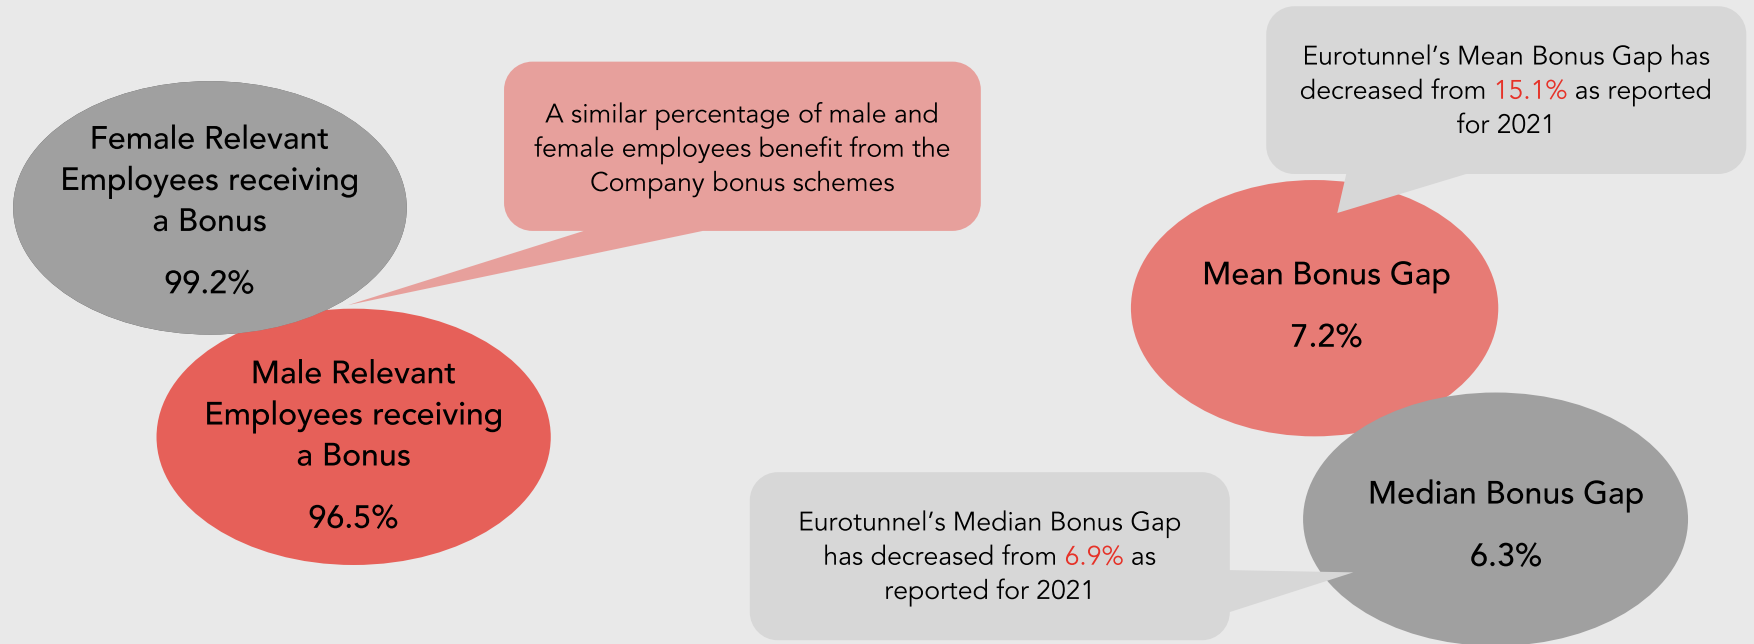 Female Relevant
Employees receiving
a Bonus
99.2%
A similar percentage of male and
female employees benefit from the
Company bonus schemes
Male Relevant
Employees receiving
a Bonus
96.5%
Eurotunnel’s Mean Bonus Gap has
decreased from 15.1% as reported
for 2021
Mean Bonus Gap
7.2%
Eurotunnel’s Median Bonus Gap
has decreased from 6.9% as
reported for 2021
Median Bonus Gap
6.3%